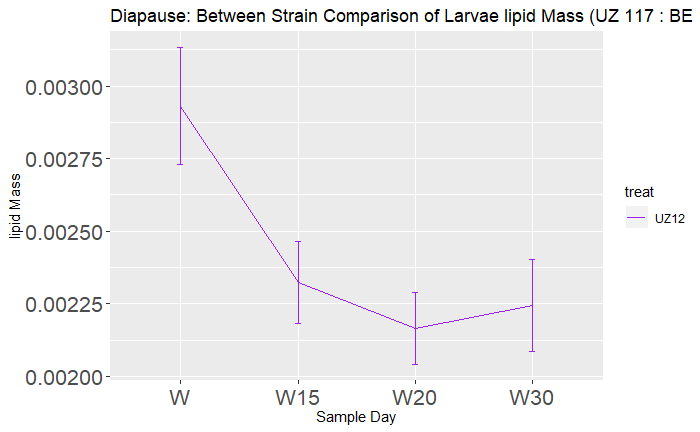 Diapause: Between Strain Comparison of Larvae lipid Mass (UZ 117 : BE
0.00300
0.00275
0.00250
0.00225
0.00200
lipid Mass
W W15 W20 W30
Sample Day
treat
UZ12